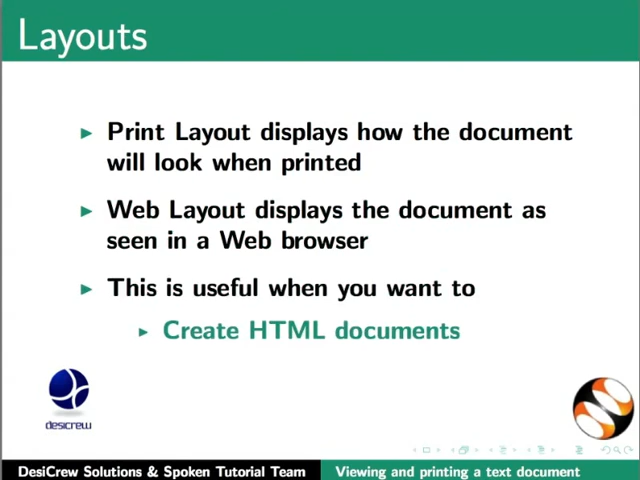 Layouts
Print Layout displays how the document
will look when printed
Web Layout displays the document as
seen in a Web browser
This is useful when you want to
Create HTML documents
desicrew
DesiCrew Solutions & Spoken Tutorial Team
Viewing and printing a text document